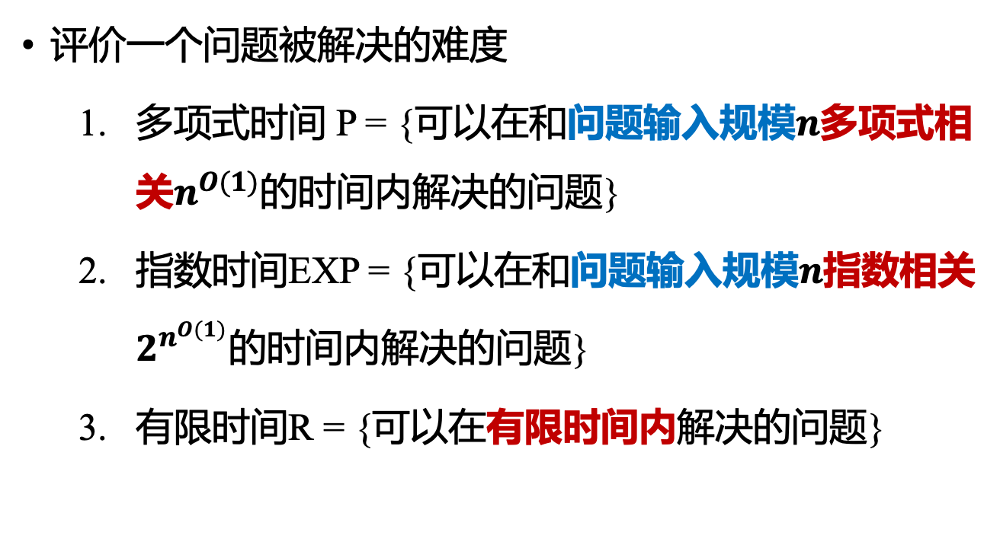 • 评价一个问题被解决的难度
1. 多项式时间 P = {可以在和问题输入规模n多项式相
关n^{O(1)}的时间内解决的问题}
2. 指数时间EXP = {可以在和问题输入规模n指数相关
2^{n^{O(1)}}的时间内解决的问题}
3. 有限时间R = {可以在有限时间内解决的问题}